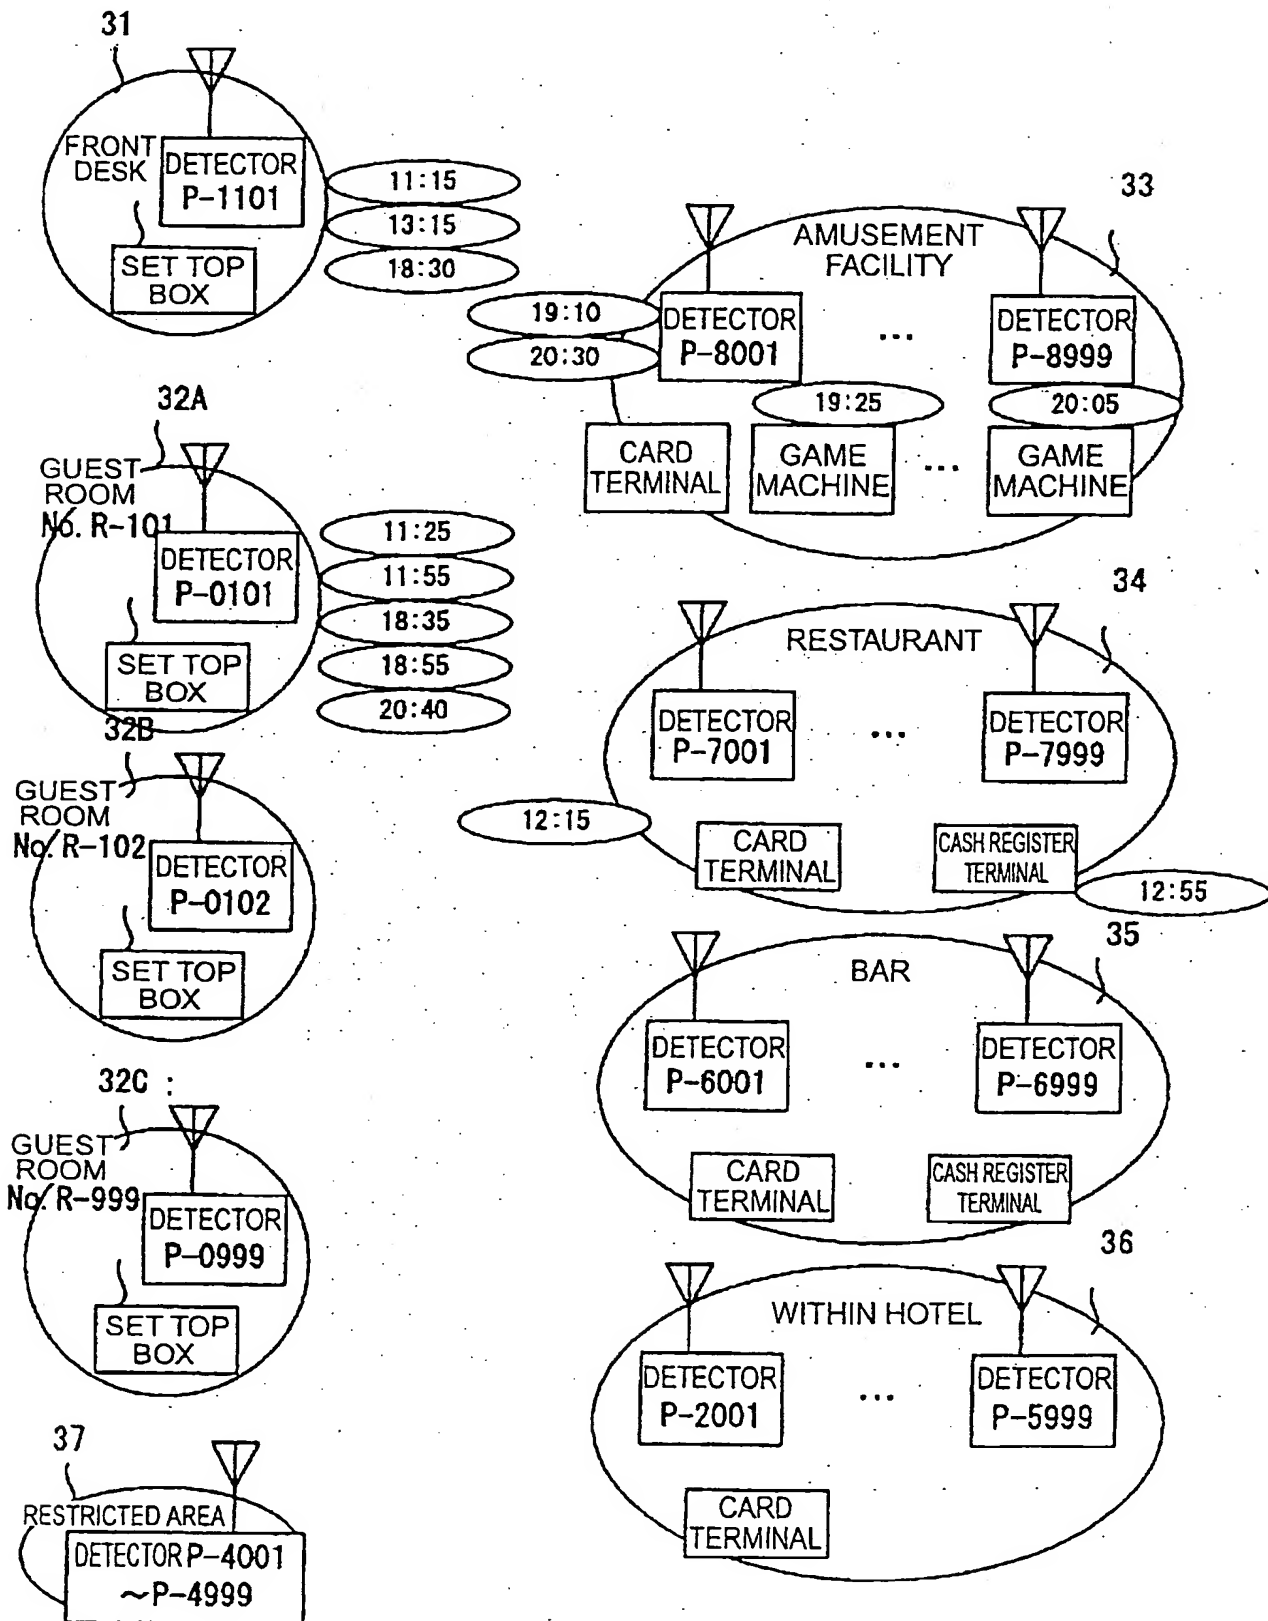 31
FRONT
DESK
DETECTOR
P-1101
SET TOP
BOX
11:15
13:15
18:30
32A
GUEST
ROOM
No. R-101
DETECTOR
P-0101
SET TOP
BOX
11:25
11:55
18:35
18:55
20:40
32B
GUEST
ROOM
No. R-102
DETECTOR
P-0102
SET TOP
BOX
32C :
GUEST
ROOM
No. R-999
DETECTOR
P-0999
SET TOP
BOX
37
RESTRICTED AREA
DETECTOR P-4001
~P-4999
33
AMUSEMENT
FACILITY
19:10
20:30
DETECTOR
P-8001
...
DETECTOR
P-8999
19:25
20:05
CARD
TERMINAL
GAME
MACHINE
...
GAME
MACHINE
34
RESTAURANT
DETECTOR
P-7001
...
DETECTOR
P-7999
12:15
CARD
TERMINAL
CASH REGISTER
TERMINAL
12:55
35
BAR
DETECTOR
P-6001
...
DETECTOR
P-6999
CARD
TERMINAL
CASH REGISTER
TERMINAL
36
WITHIN HOTEL
DETECTOR
P-2001
...
DETECTOR
P-5999
CARD
TERMINAL